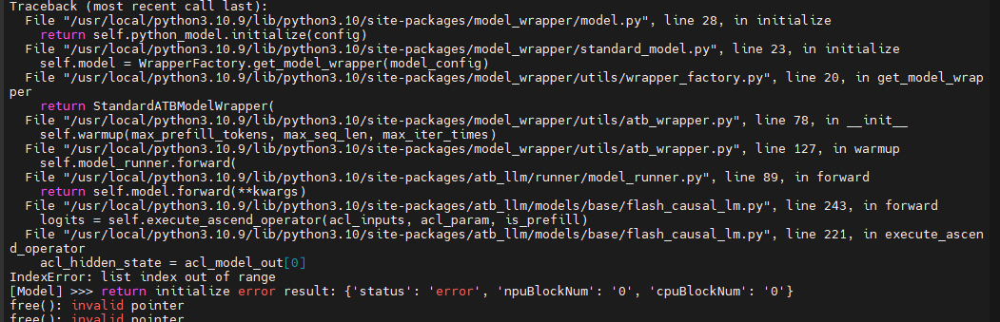 Traceback (most recent call last):
  File "/usr/local/python3.10.9/lib/python3.10/site-packages/model_wrapper/model.py", line 28, in initialize
    return self.python_model.initialize(config)
  File "/usr/local/python3.10.9/lib/python3.10/site-packages/model_wrapper/standard_model.py", line 23, in initialize
    self.model = WrapperFactory.get_model_wrapper(model_config)
  File "/usr/local/python3.10.9/lib/python3.10/site-packages/model_wrapper/utils/wrapper_factory.py", line 20, in get_model_wrap
per
    return StandardATBModelWrapper(
  File "/usr/local/python3.10.9/lib/python3.10/site-packages/model_wrapper/utils/atb_wrapper.py", line 78, in __init__
    self.warmup(max_prefill_tokens, max_seq_len, max_iter_times)
  File "/usr/local/python3.10.9/lib/python3.10/site-packages/model_wrapper/utils/atb_wrapper.py", line 127, in warmup
    self.model_runner.forward(
  File "/usr/local/python3.10.9/lib/python3.10/site-packages/atb_llm/runner/model_runner.py", line 89, in forward
    return self.model.forward(**kwargs)
  File "/usr/local/python3.10.9/lib/python3.10/site-packages/atb_llm/models/base/flash_causal_lm.py", line 243, in forward
    logits = self.execute_ascend_operator(acl_inputs, acl_param, is_prefill)
  File "/usr/local/python3.10.9/lib/python3.10/site-packages/atb_llm/models/base/flash_causal_lm.py", line 221, in execute_ascen
d_operator
    acl_hidden_state = acl_model_out[0]
IndexError: list index out of range
[Model] >>> return initialize error result: {'status': 'error', 'npuBlockNum': '0', 'cpuBlockNum': '0'}
free(): invalid pointer
free(): invalid pointer